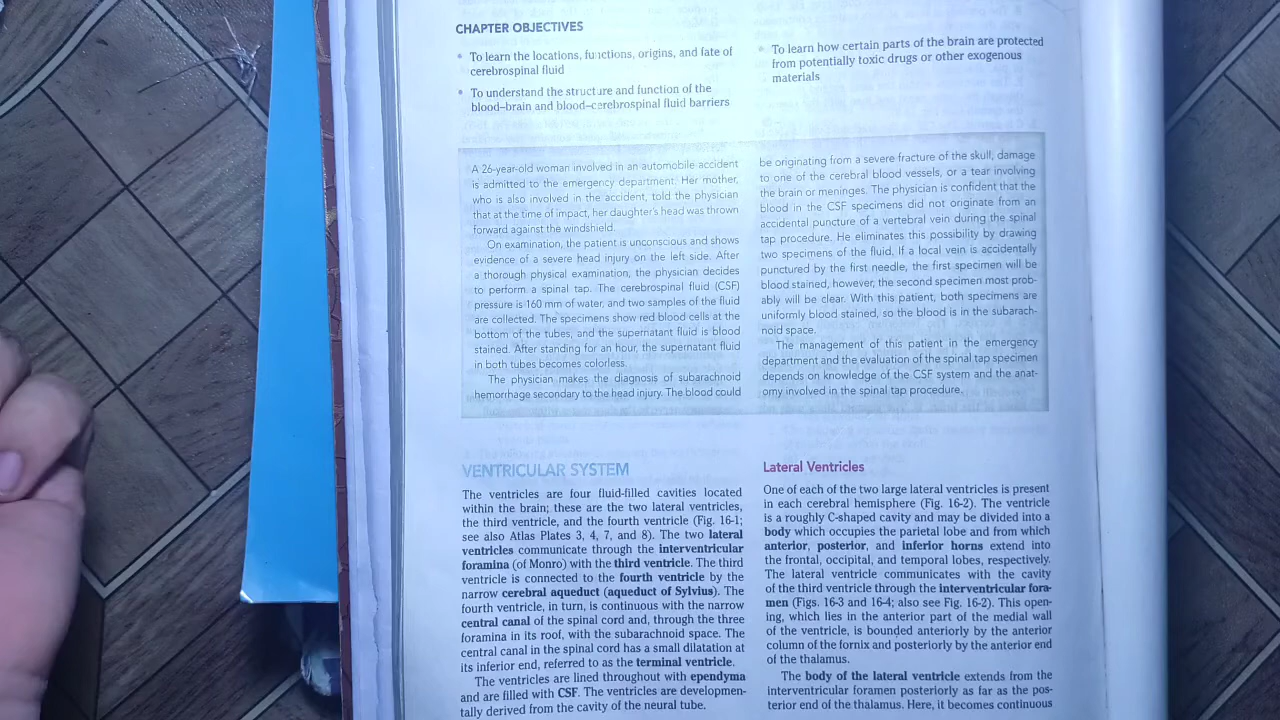 CHAPTER OBJECTIVES
• To learn the locations, functions, origins, and fate of
cerebrospinal fluid
• To understand the structure and function of the
blood–brain and blood–cerebrospinal fluid barriers
• To learn how certain parts of the brain are protected
from potentially toxic drugs or other exogenous
materials
A 26-year-old woman involved in an automobile accident
is admitted to the emergency department. Her mother,
who is also involved in the accident, told the physician
that at the time of impact, her daughter's head was thrown
forward against the windshield.
On examination, the patient is unconscious and shows
evidence of a severe head injury on the left side. After
a thorough physical examination, the physician decides
to perform a spinal tap. The cerebrospinal fluid (CSF)
pressure is 160 mm of water, and two samples of the fluid
are collected. The specimens show red blood cells at the
bottom of the tubes, and the supernatant fluid is blood
stained. After standing for an hour, the supernatant fluid
in both tubes becomes colorless.
The physician makes the diagnosis of subarachnoid
hemorrhage secondary to the head injury. The blood could
be originating from a severe fracture of the skull, damage
to one of the cerebral blood vessels, or a tear involving
the brain or meninges. The physician is confident that the
blood in the CSF specimens did not originate from an
accidental puncture of a vertebral vein during the spinal
tap procedure. He eliminates this possibility by drawing
two specimens of the fluid. If a local vein is accidentally
punctured by the first needle, the first specimen will be
blood stained, however, the second specimen most prob-
ably will be clear. With this patient, both specimens are
uniformly blood stained, so the blood is in the subarach-
noid space.
The management of this patient in the emergency
department and the evaluation of the spinal tap specimen
depends on knowledge of the CSF system and the anat-
omy involved in the spinal tap procedure.
VENTRICULAR SYSTEM
The ventricles are four fluid-filled cavities located
within the brain; these are the two lateral ventricles,
the third ventricle, and the fourth ventricle (Fig. 16-1;
see also Atlas Plates 3, 4, 7, and 8). The two lateral
ventricles communicate through the interventricular
foramina (of Monro) with the third ventricle. The third
ventricle is connected to the fourth ventricle by the
narrow cerebral aqueduct (aqueduct of Sylvius). The
fourth ventricle, in turn, is continuous with the narrow
central canal of the spinal cord and, through the three
foramina in its roof, with the subarachnoid space. The
central canal in the spinal cord has a small dilatation at
its inferior end, referred to as the terminal ventricle.
The ventricles are lined throughout with ependyma
and are filled with CSF. The ventricles are developmen-
tally derived from the cavity of the neural tube.
Lateral Ventricles
One of each of the two large lateral ventricles is present
in each cerebral hemisphere (Fig. 16-2). The ventricle
is a roughly C-shaped cavity and may be divided into a
body which occupies the parietal lobe and from which
anterior, posterior, and inferior horns extend into
the frontal, occipital, and temporal lobes, respectively.
The lateral ventricle communicates with the cavity
of the third ventricle through the interventricular fora-
men (Figs. 16-3 and 16-4; also see Fig. 16-2). This open-
ing, which lies in the anterior part of the medial wall
of the ventricle, is bounded anteriorly by the anterior
column of the fornix and posteriorly by the anterior end
of the thalamus.
The body of the lateral ventricle extends from the
interventricular foramen posteriorly as far as the pos-
terior end of the thalamus. Here, it becomes continuous